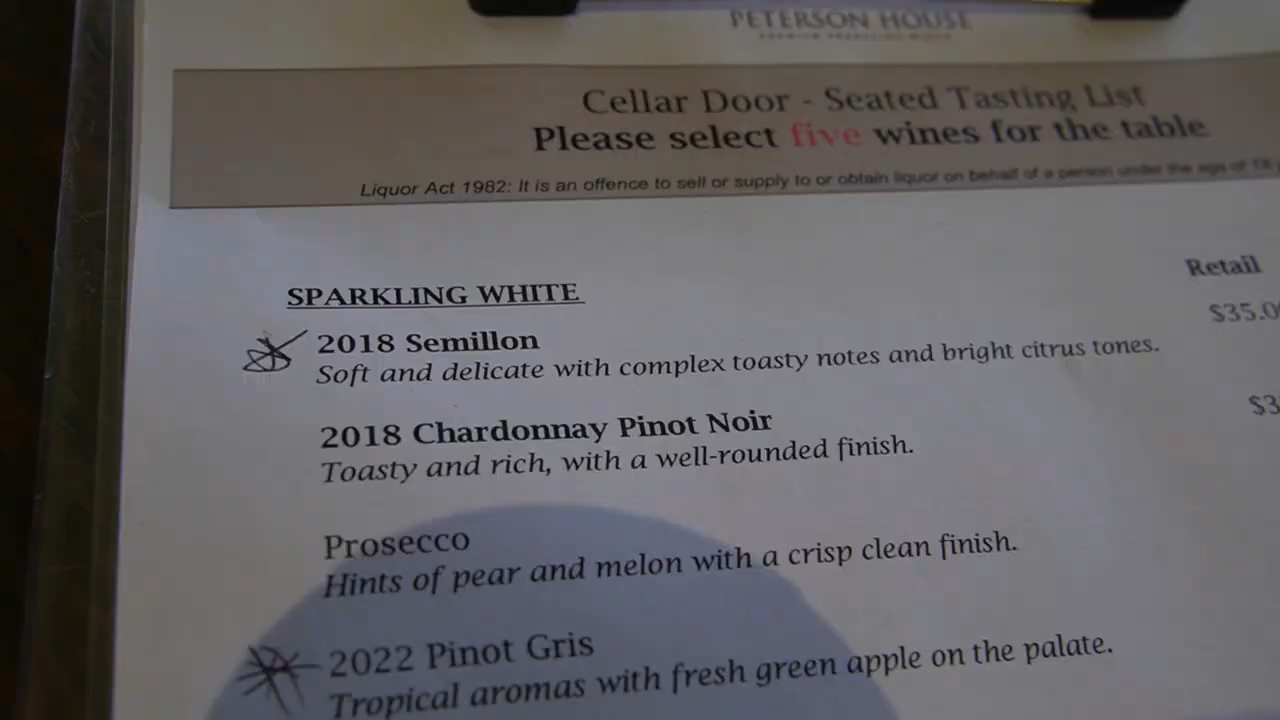 PETERSON HOUSE
Cellar Door - Seated Tasting List
Please select five wines for the table
Liquor Act 1982: It is an offence to sell or supply to or obtain liquor on behalf of a person under the age of 18
Retail
SPARKLING WHITE
$35.0
2018 Semillon
Soft and delicate with complex toasty notes and bright citrus tones.
$3
2018 Chardonnay Pinot Noir
Toasty and rich, with a well-rounded finish.
Prosecco
Hints of pear and melon with a crisp clean finish.
2022 Pinot Gris
Tropical aromas with fresh green apple on the palate.